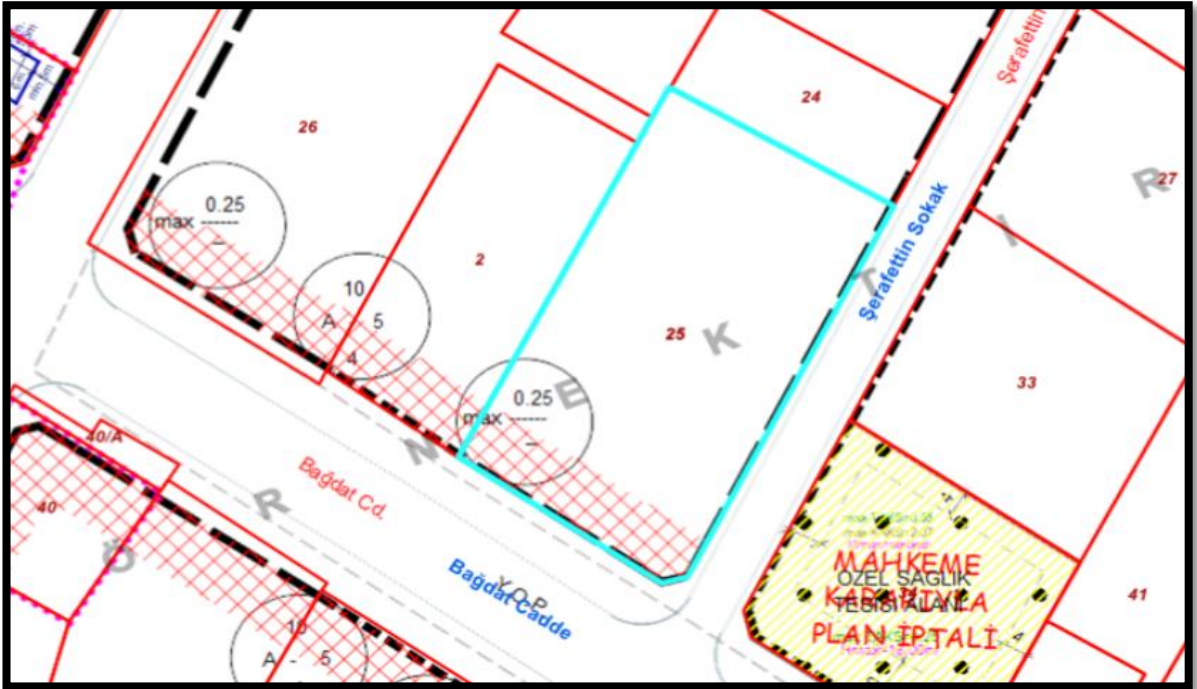 26
0.25
max ------
–
10
A - 5
4
2
0.25
max ------
–
25
24
27
33
41
40/A
40
10
A - 5
Şerafettin
Şerafettin Sokak
Bağdat Cd.
Bağdat Cadde
Y.O.P
Ö
R
N
E
K
T
İ
R
MAHKEME
KARARIYLA
PLAN İPTALİ
ÖZEL SAĞLIK
TESİSİ ALANI